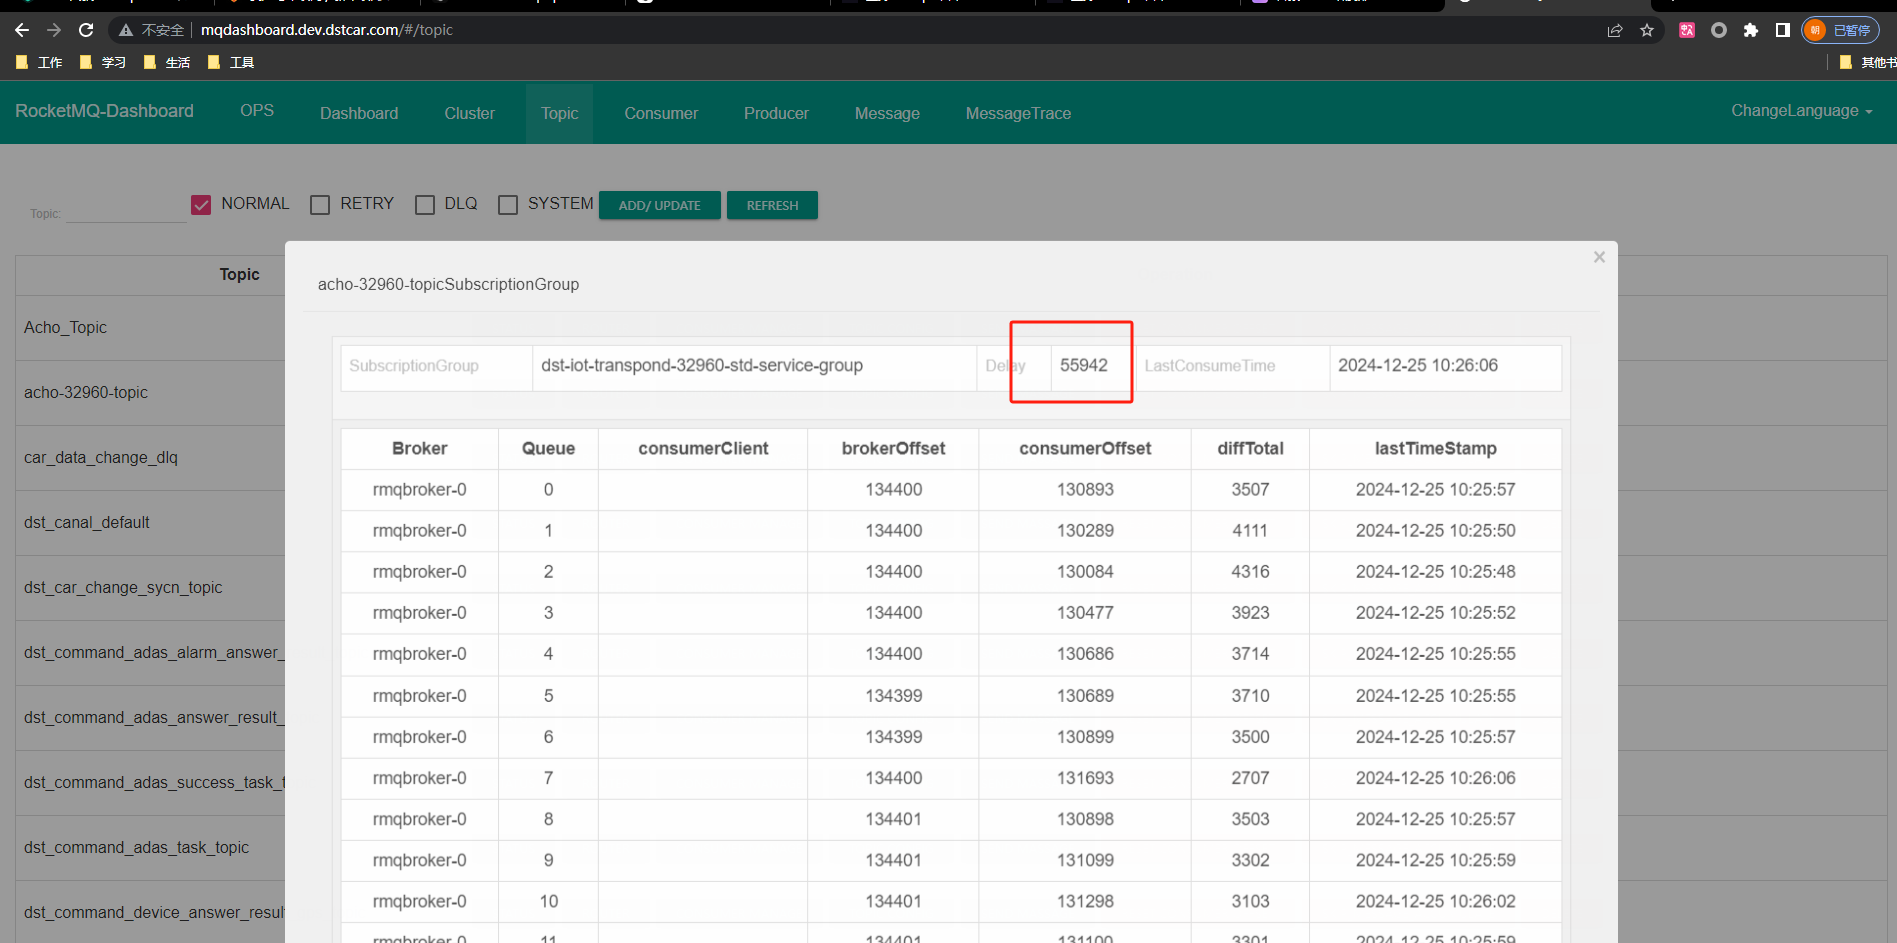 不安全 mqdashboard.dev.dstcar.com/#/topic 已暂停
工作 学习 生活 工具 其他书
RocketMQ-Dashboard OPS Dashboard Cluster Topic Consumer Producer Message MessageTrace ChangeLanguage
Topic: NORMAL RETRY DLQ SYSTEM ADD/ UPDATE REFRESH
Topic
Acho_Topic
acho-32960-topic
car_data_change_dlq
dst_canal_default
dst_car_change_sycn_topic
dst_command_adas_alarm_answer_
dst_command_adas_answer_result_
dst_command_adas_success_task_t
dst_command_adas_task_topic
dst_command_device_answer_resul
×
acho-32960-topicSubscriptionGroup
SubscriptionGroup dst-iot-transpond-32960-std-service-group Delay 55942 LastConsumeTime 2024-12-25 10:26:06
Broker Queue consumerClient brokerOffset consumerOffset diffTotal lastTimeStamp
rmqbroker-0 0 134400 130893 3507 2024-12-25 10:25:57
rmqbroker-0 1 134400 130289 4111 2024-12-25 10:25:50
rmqbroker-0 2 134400 130084 4316 2024-12-25 10:25:48
rmqbroker-0 3 134400 130477 3923 2024-12-25 10:25:52
rmqbroker-0 4 134400 130686 3714 2024-12-25 10:25:55
rmqbroker-0 5 134399 130689 3710 2024-12-25 10:25:55
rmqbroker-0 6 134399 130899 3500 2024-12-25 10:25:57
rmqbroker-0 7 134400 131693 2707 2024-12-25 10:26:06
rmqbroker-0 8 134401 130898 3503 2024-12-25 10:25:57
rmqbroker-0 9 134401 131099 3302 2024-12-25 10:25:59
rmqbroker-0 10 134401 131298 3103 2024-12-25 10:26:02
rmqbroker-0 11 134401 131100 3301 2024-12-25 10:25:59